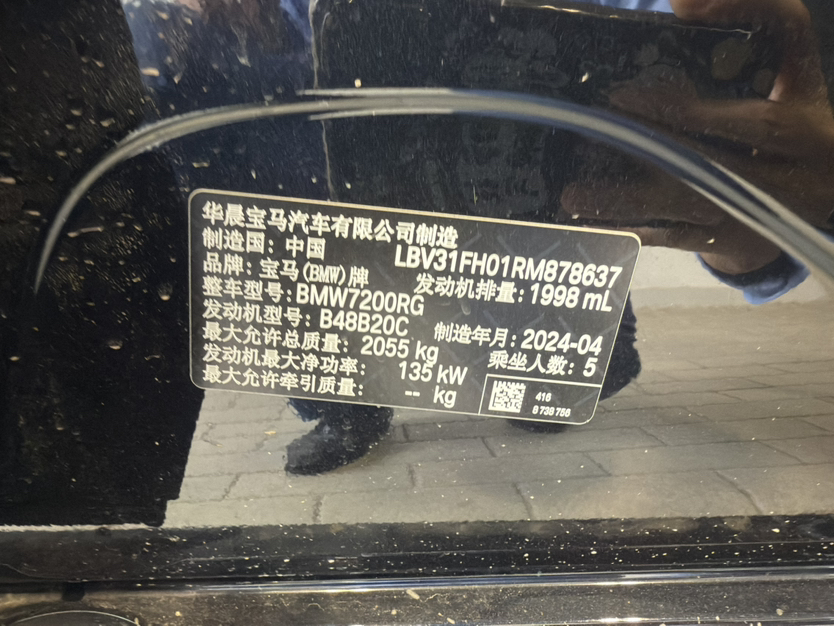 华晨宝马汽车有限公司制造
制造国：中国 LBV31FH01RM878637
品牌：宝马(BMW)牌 发动机排量：1998 mL
整车型号：BMW7200RG
发动机型号：B48B20C 制造年月：2024-04
最大允许总质量： 2055 kg 乘坐人数：5
发动机最大净功率： 135 kW
最大允许牵引质量： -- kg
416
8 738 756